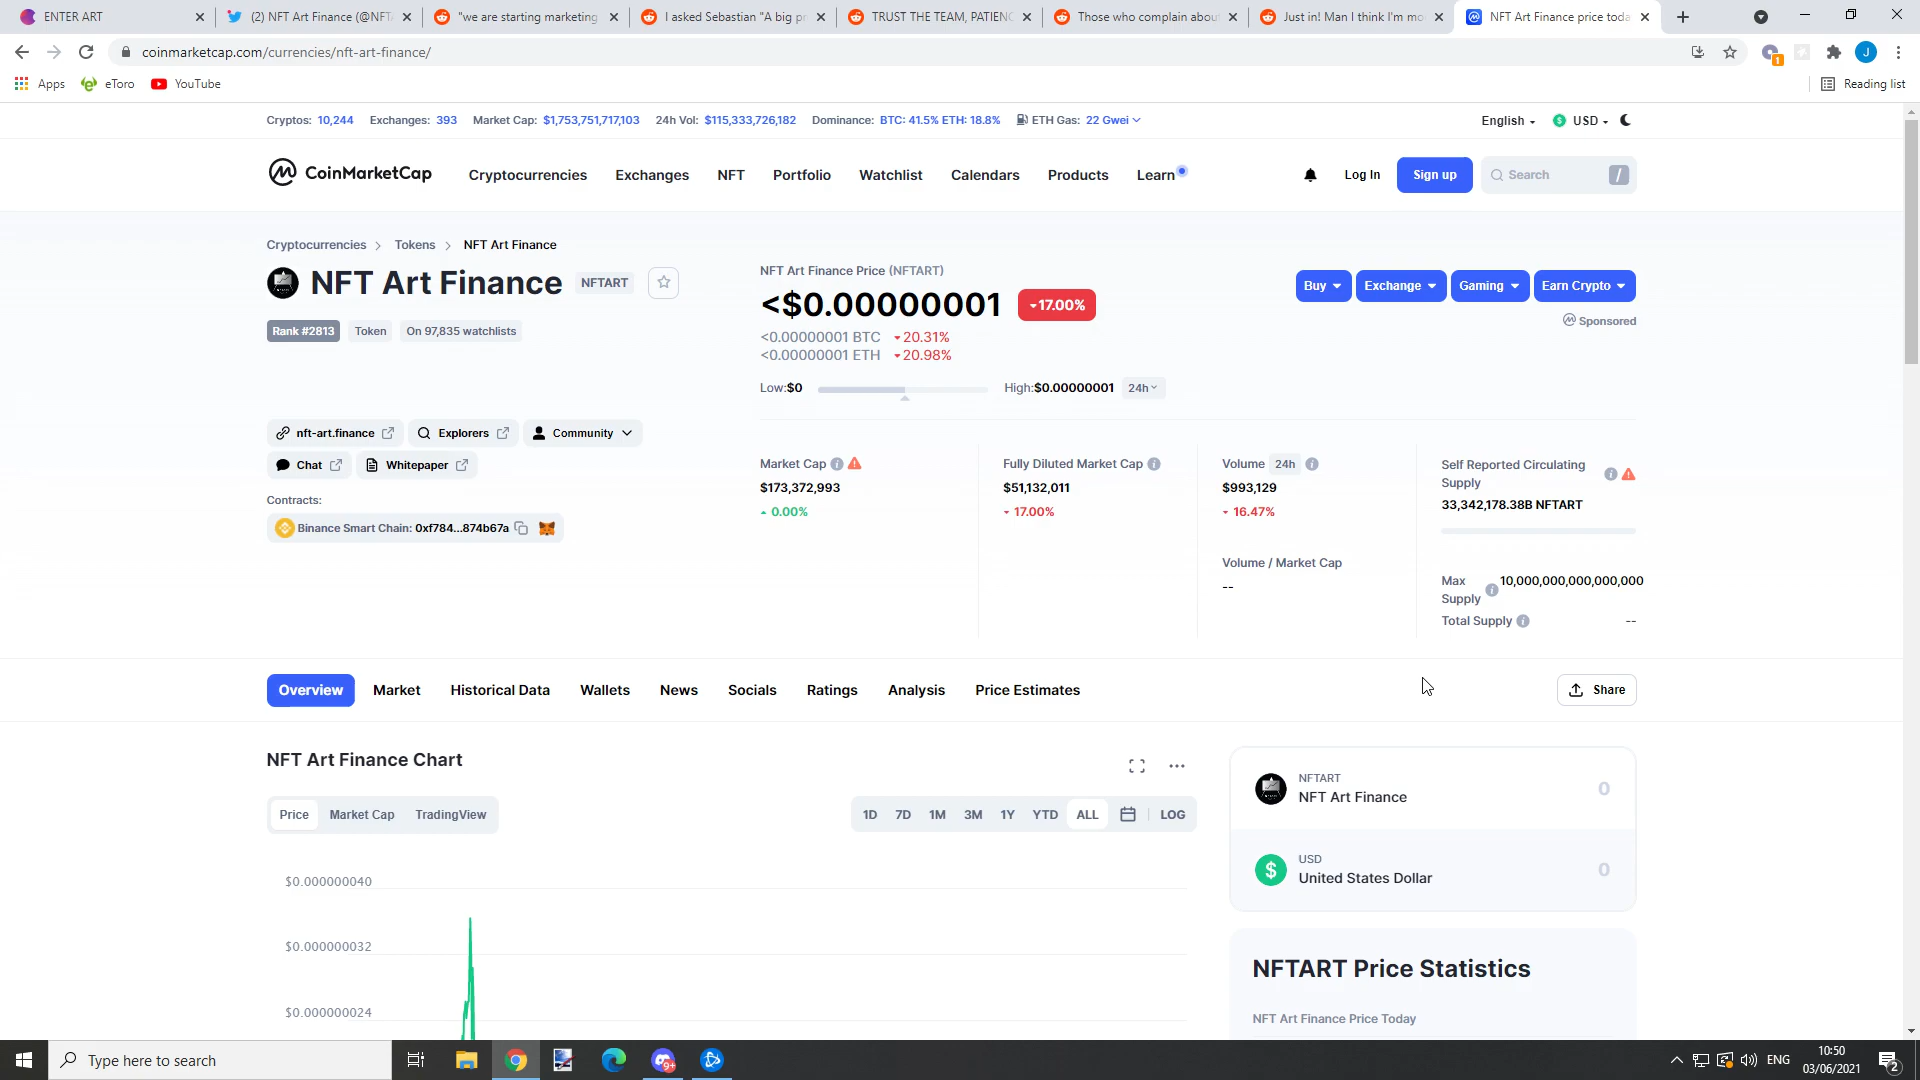 ENTER ART
(2) NFT Art Finance (@NFTA
"we are starting marketing
I asked Sebastian "A big pr
TRUST THE TEAM, PATIENC
Those who complain about
Just in! Man I think I'm mo
NFT Art Finance price toda
coinmarketcap.com/currencies/nft-art-finance/
1
J
Apps
eToro
YouTube
Reading list
Cryptos: 10,244 Exchanges: 393 Market Cap: $1,753,751,717,103 24h Vol: $115,333,726,182 Dominance: BTC: 41.5% ETH: 18.8% ETH Gas: 22 Gwei
English
USD
CoinMarketCap
Cryptocurrencies
Exchanges
NFT
Portfolio
Watchlist
Calendars
Products
Learn
Log In
Sign up
Search
/
Cryptocurrencies
Tokens
NFT Art Finance
NFT Art Finance
NFTART
Rank #2813
Token
On 97,835 watchlists
NFT Art Finance Price (NFTART)
<$0.00000001
17.00%
<0.00000001 BTC 20.31%
<0.00000001 ETH 20.98%
Low:$0
High:$0.00000001
24h
Buy
Exchange
Gaming
Earn Crypto
Sponsored
nft-art.finance
Explorers
Community
Chat
Whitepaper
Contracts:
Binance Smart Chain: 0xf784...874b67a
Market Cap
$173,372,993
0.00%
Fully Diluted Market Cap
$51,132,011
17.00%
Volume 24h
$993,129
16.47%
Volume / Market Cap
--
Self Reported Circulating
Supply
33,342,178.38B NFTART
Max
Supply
10,000,000,000,000,000
Total Supply
--
Overview
Market
Historical Data
Wallets
News
Socials
Ratings
Analysis
Price Estimates
Share
NFT Art Finance Chart
Price
Market Cap
TradingView
1D
7D
1M
3M
1Y
YTD
ALL
LOG
$0.000000040
$0.000000032
$0.000000024
NFTART
NFT Art Finance
0
$
USD
United States Dollar
0
NFTART Price Statistics
NFT Art Finance Price Today
Type here to search
9+
ENG
10:50
03/06/2021
2